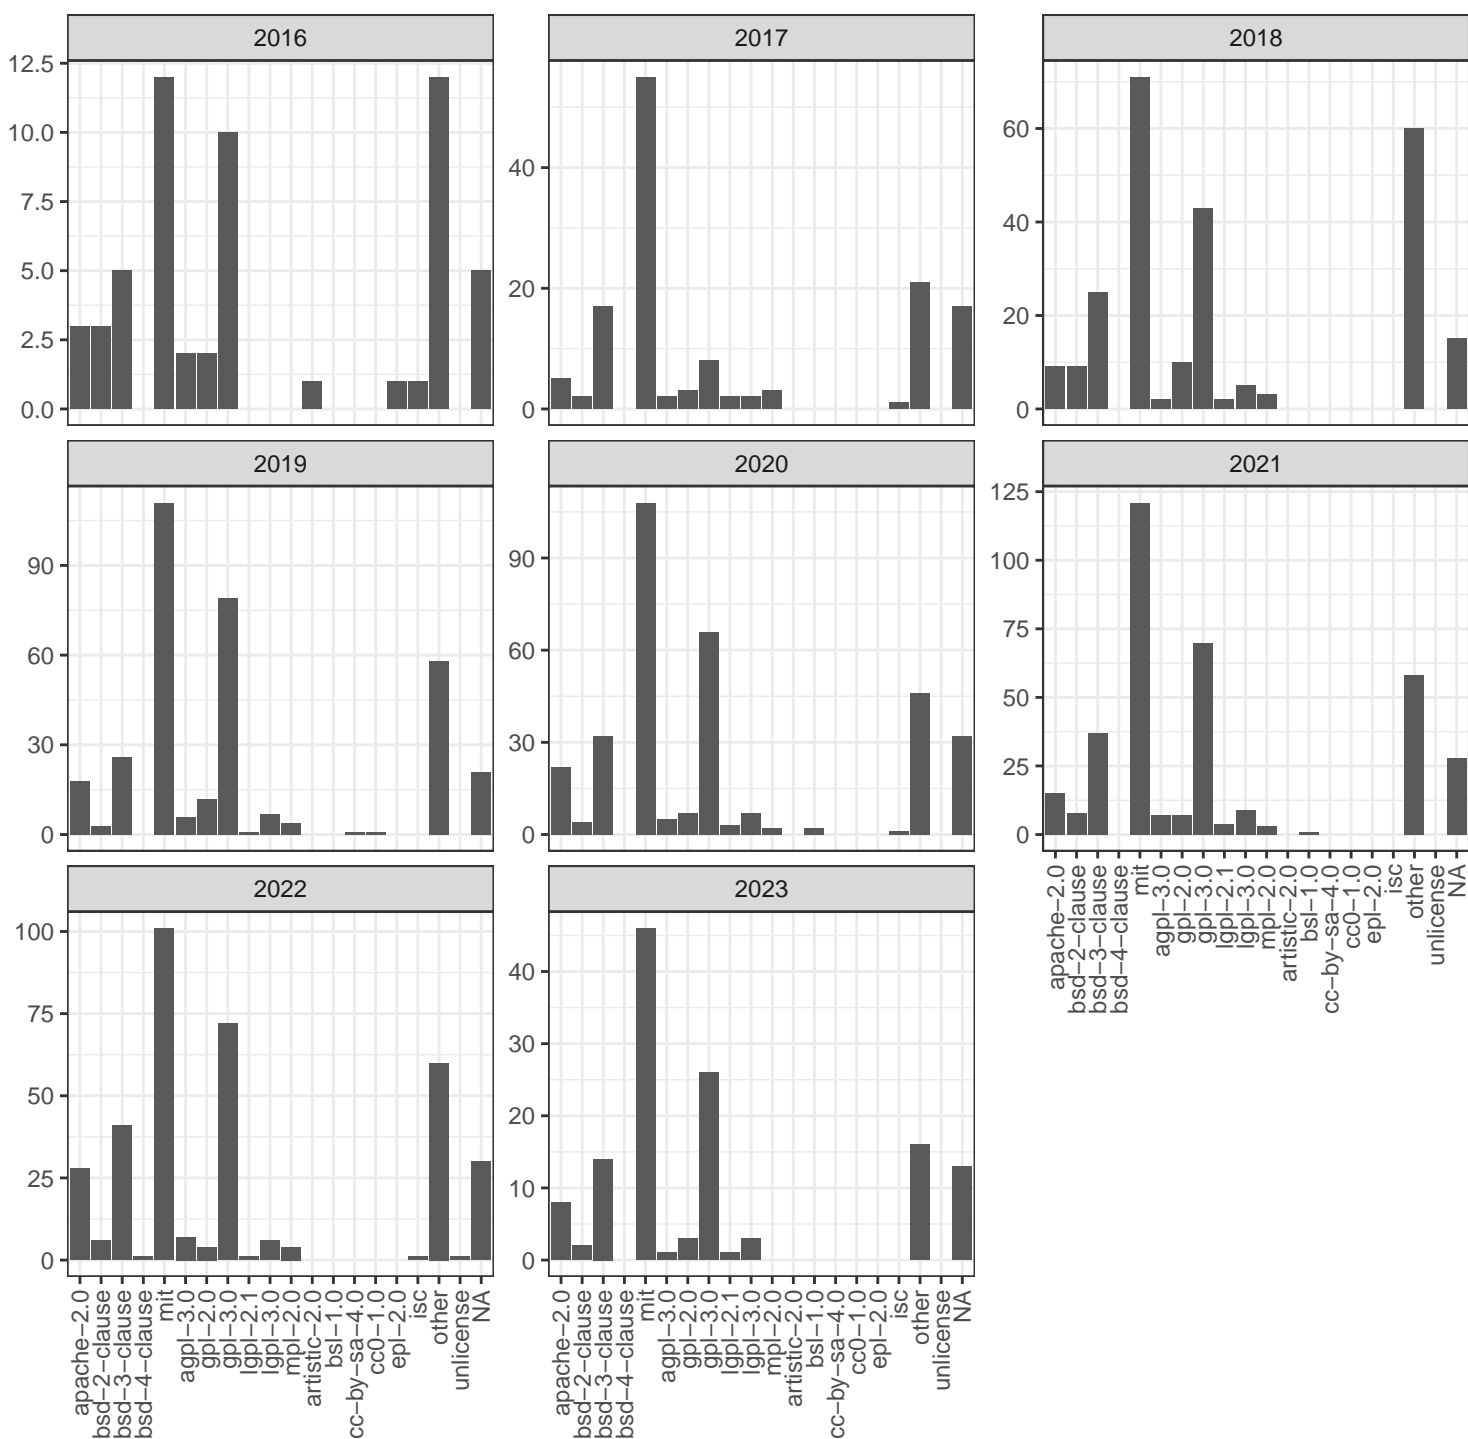 2016
12.5
10.0
7.5
5.0
2.5
0.0
2017
40
20
0
2018
60
40
20
0
2019
90
60
30
0
2020
90
60
30
0
2021
125
100
75
50
25
0
apache−2.0
bsd−2−clause
bsd−3−clause
bsd−4−clause
mit
agpl−3.0
gpl−2.0
gpl−3.0
lgpl−2.1
lgpl−3.0
mpl−2.0
artistic−2.0
bsl−1.0
cc−by−sa−4.0
cc0−1.0
epl−2.0
isc
other
unlicense
NA
2022
100
75
50
25
0
apache−2.0
bsd−2−clause
bsd−3−clause
bsd−4−clause
mit
agpl−3.0
gpl−2.0
gpl−3.0
lgpl−2.1
lgpl−3.0
mpl−2.0
artistic−2.0
bsl−1.0
cc−by−sa−4.0
cc0−1.0
epl−2.0
isc
other
unlicense
NA
2023
40
30
20
10
0
apache−2.0
bsd−2−clause
bsd−3−clause
bsd−4−clause
mit
agpl−3.0
gpl−2.0
gpl−3.0
lgpl−2.1
lgpl−3.0
mpl−2.0
artistic−2.0
bsl−1.0
cc−by−sa−4.0
cc0−1.0
epl−2.0
isc
other
unlicense
NA